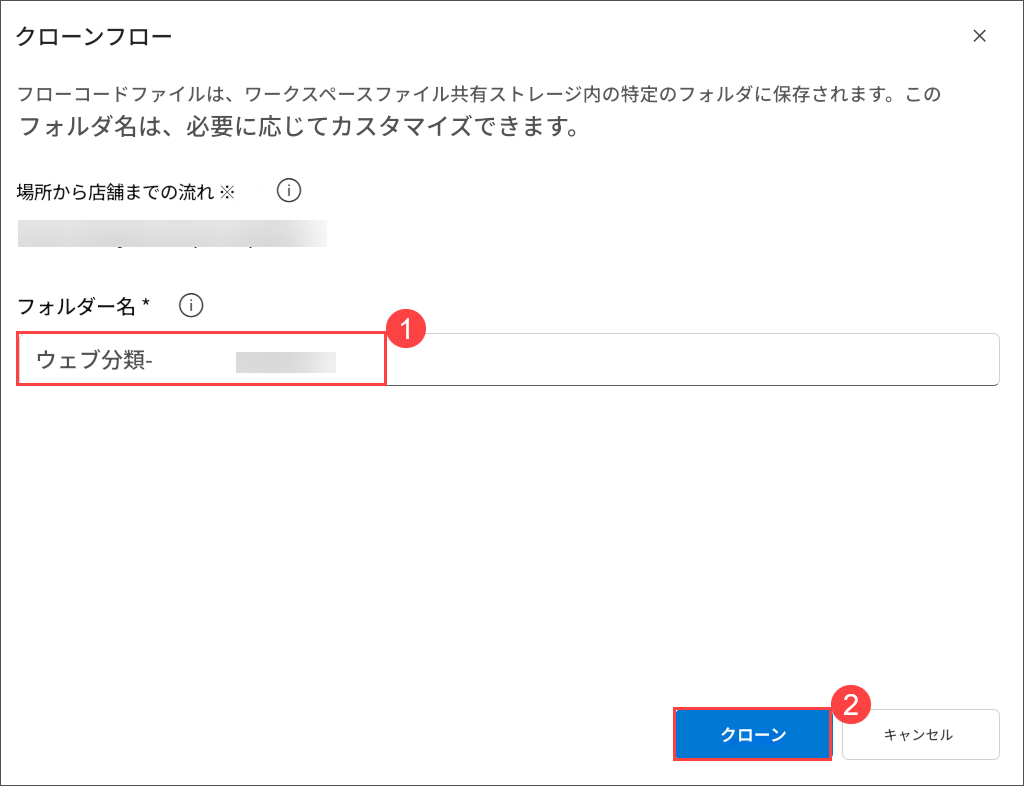 クローンフロー
フローコードファイルは、ワークスペースファイル共有ストレージ内の特定のフォルダに保存されます。この
フォルダ名は、必要に応じてカスタマイズできます。
場所から店舗までの流れ ※
フォルダー名 *
1
ウェブ分類-
2
クローン
キャンセル